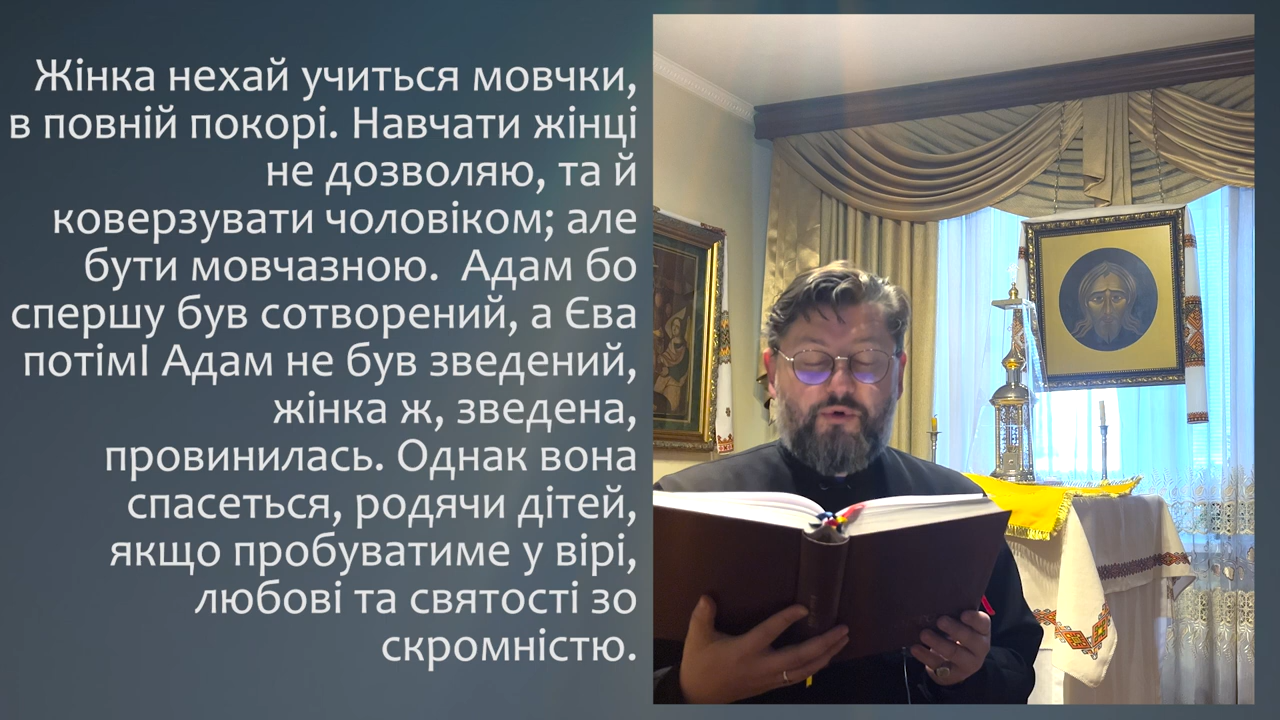 Жінка нехай учиться мовчки,
в повній покорі. Навчати жінці
не дозволяю, та й
коверзувати чоловіком; але
бути мовчазною.  Адам бо
спершу був сотворений, а Єва
потімІ Адам не був зведений,
жінка ж, зведена,
провинилась. Однак вона
спасеться, родячи дітей,
якщо пробуватиме у вірі,
любові та святості зо
скромністю.